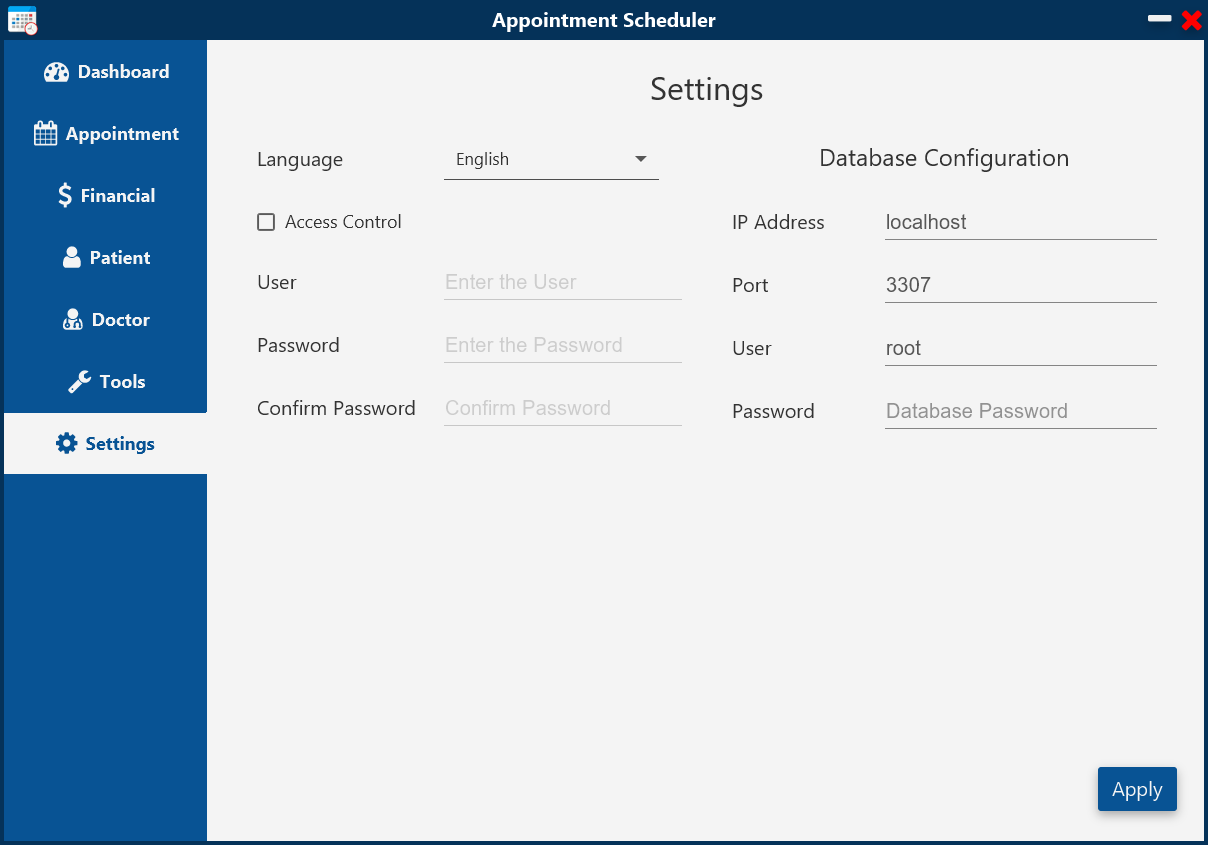 Appointment Scheduler
Dashboard
Appointment
Financial
Patient
Doctor
Tools
Settings
Settings
Language English
Access Control
User Enter the User
Password Enter the Password
Confirm Password Confirm Password
Database Configuration
IP Address localhost
Port 3307
User root
Password Database Password
Apply